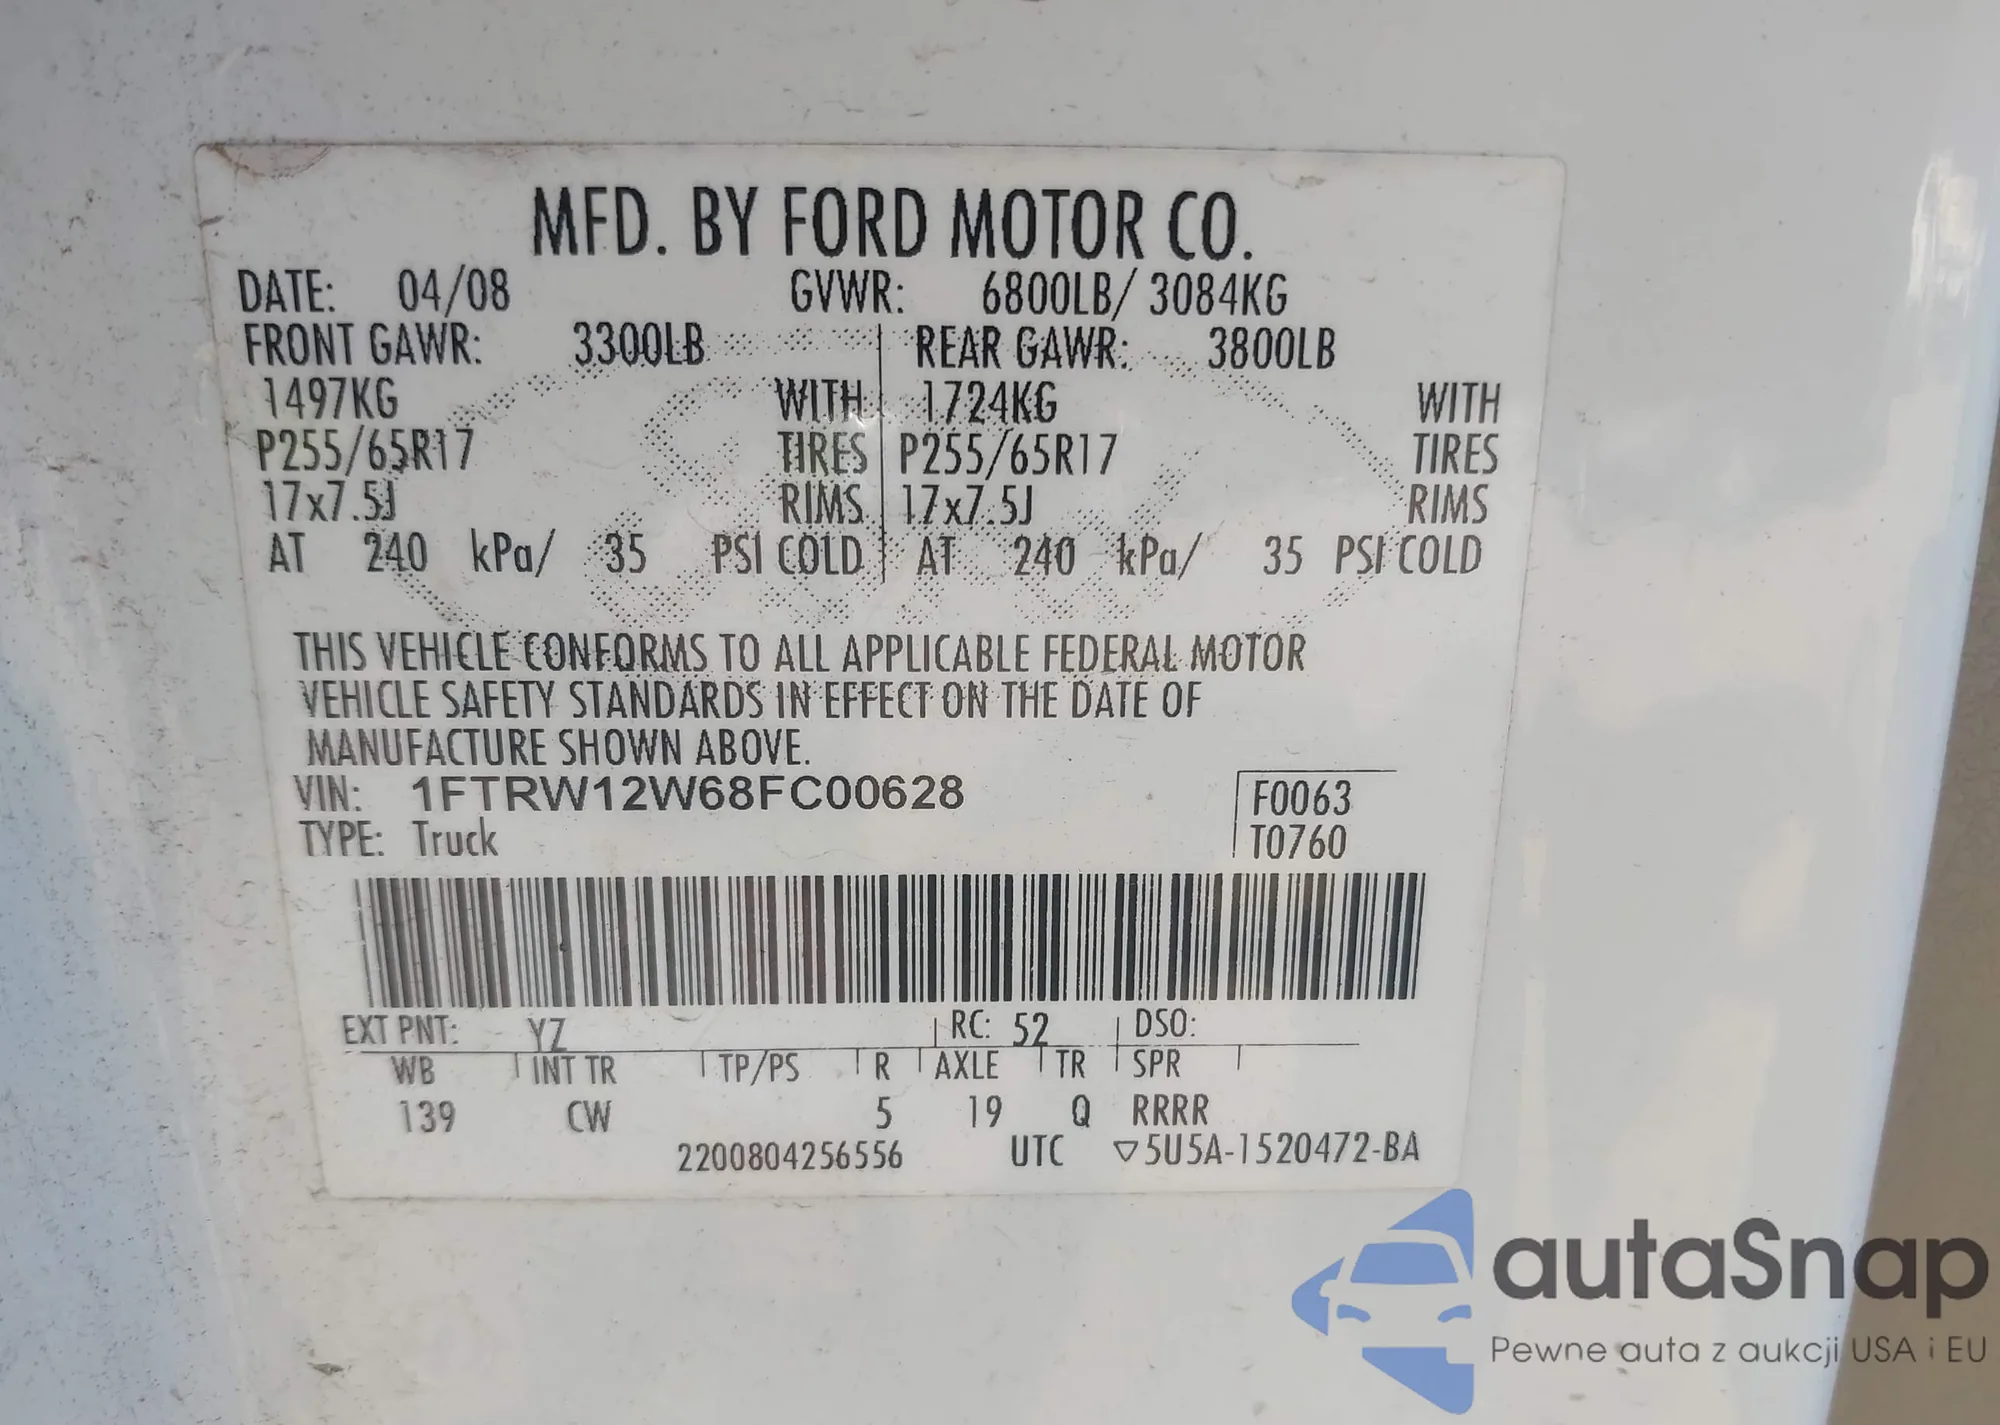 MFD. BY FORD MOTOR CO.
DATE: 04/08 GVWR: 6800LB/ 3084KG
FRONT GAWR: 3300LB REAR GAWR: 3800LB
1497KG WITH 1724KG WITH
P255/65R17 TIRES P255/65R17 TIRES
17x7.5J RIMS 17x7.5J RIMS
AT 240 kPa/ 35 PSI COLD AT 240 kPa/ 35 PSI COLD
THIS VEHICLE CONFORMS TO ALL APPLICABLE FEDERAL MOTOR
VEHICLE SAFETY STANDARDS IN EFFECT ON THE DATE OF
MANUFACTURE SHOWN ABOVE.
VIN: 1FTRW12W68FC00628 F0063
TYPE: Truck T0760
EXT PNT: YZ RC: 52 DSO:
WB INT TR TP/PS R AXLE TR SPR
139 CW 5 19 Q RRRR
2200804256556 UTC ▽5U5A-1520472-BA
autaSnap
Pewne auta z aukcji USA i EU